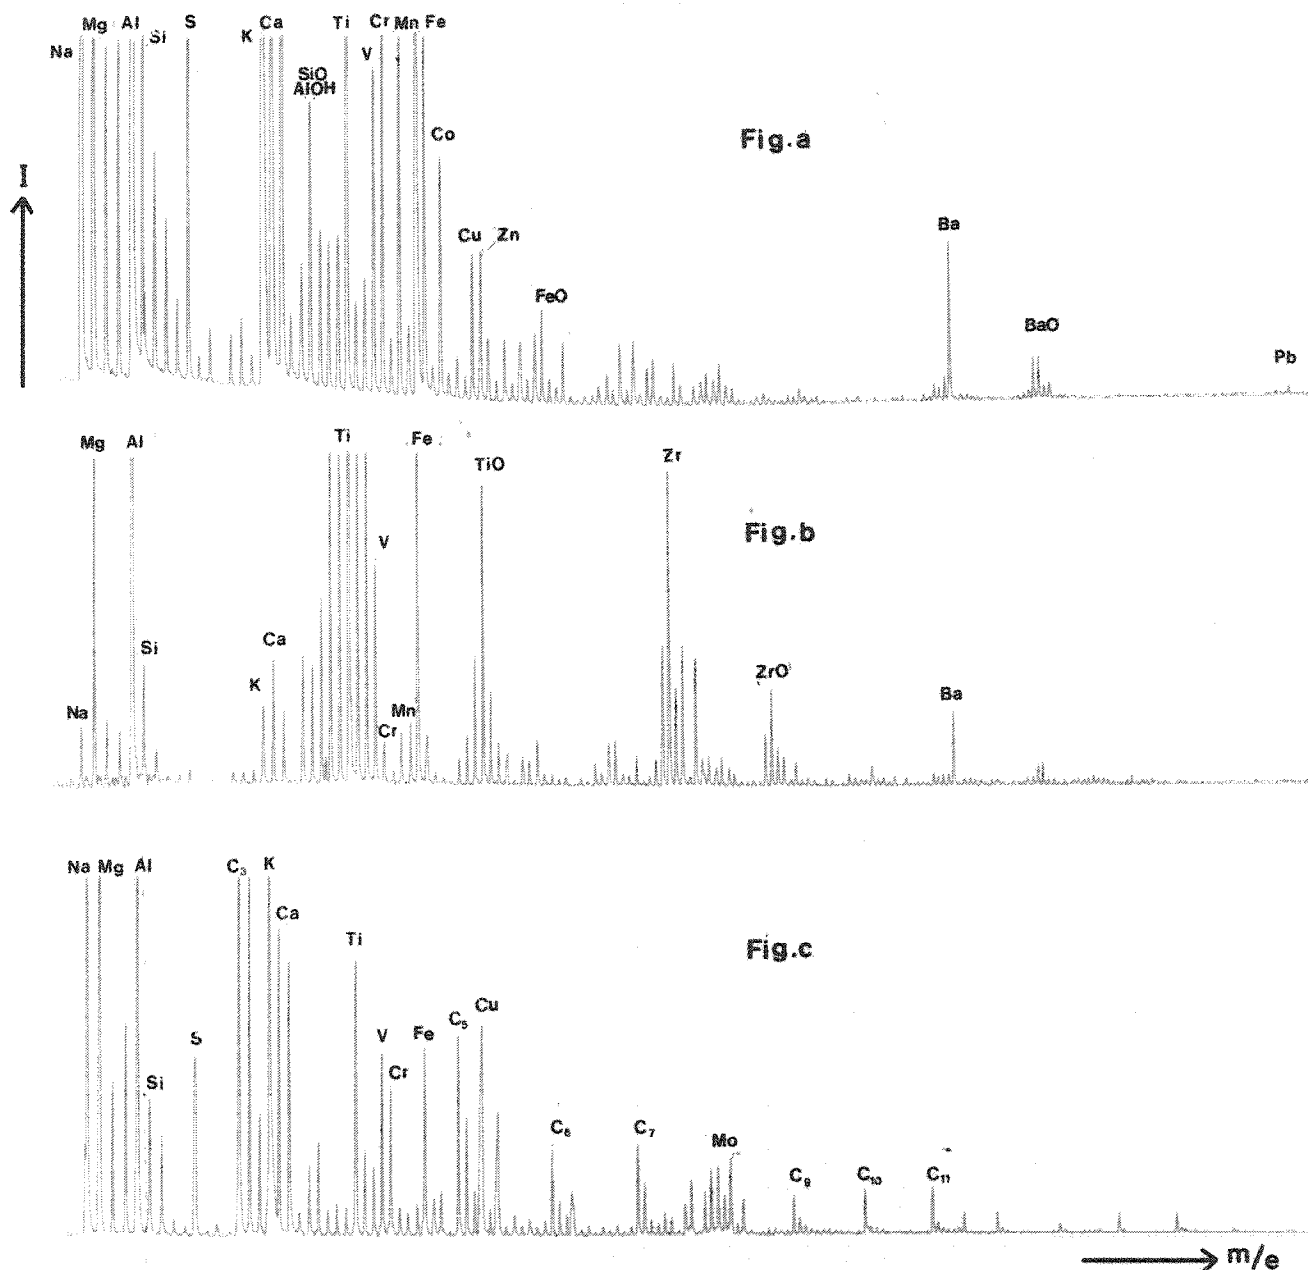 Na Mg Al Si S K Ca SiO AlOH Ti V Cr Mn Fe Co Cu Zn FeO Ba BaO Pb
Fig.a
I
Na Mg Al Si K Ca Ti V Cr Mn Fe TiO Zr ZrO Ba
Fig.b
Na Mg Al Si S C₃ K Ca Ti V Cr Fe C₅ Cu C₆ C₇ Mo C₉ C₁₀ C₁₁
Fig.c
m/e